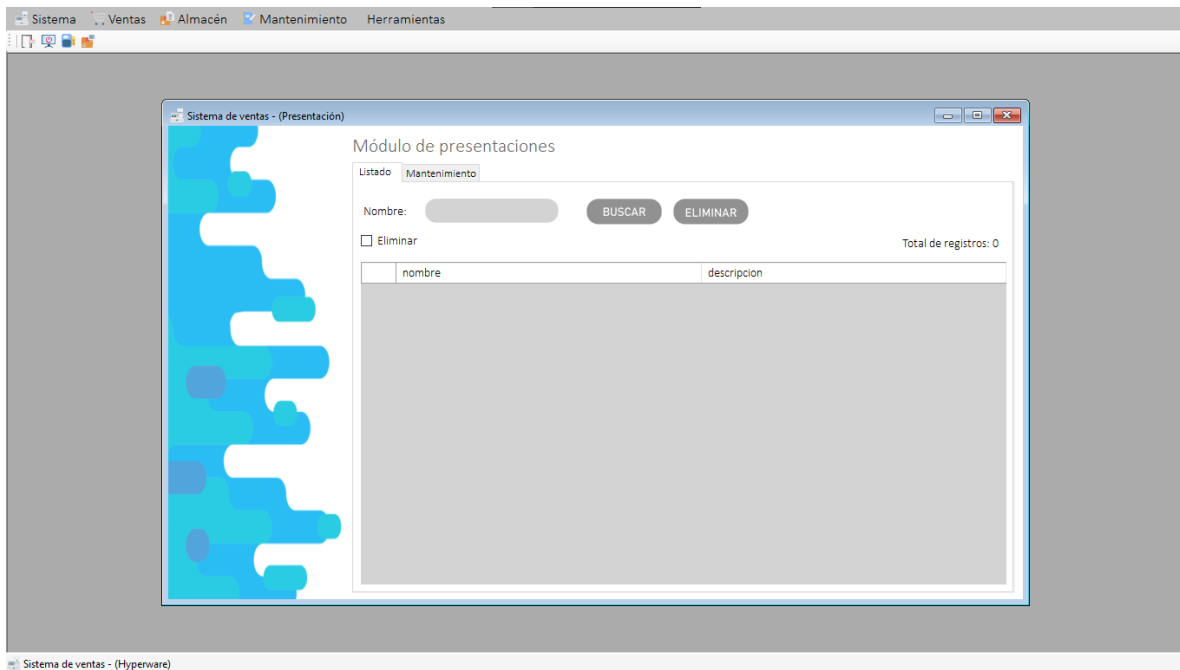 Sistema Ventas Almacén Mantenimiento Herramientas
Sistema de ventas - (Presentación)
Módulo de presentaciones
Listado Mantenimiento
Nombre: BUSCAR ELIMINAR
Eliminar
Total de registros: 0
nombre descripcion
Sistema de ventas - (Hyperware)